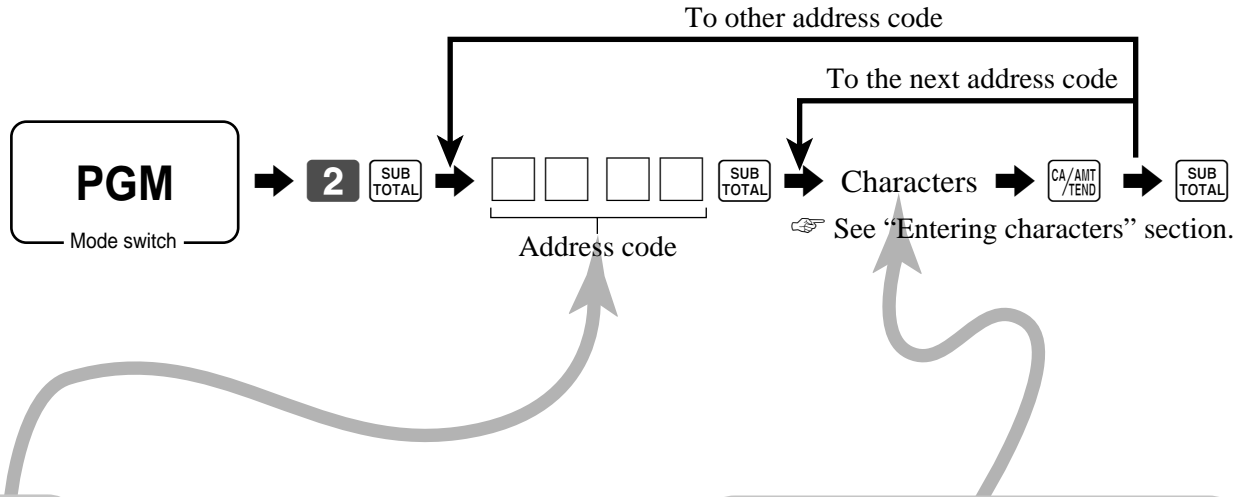 To other address code
To the next address code
PGM
Mode switch
2
SUB TOTAL
SUB TOTAL
Characters
CA/AMT /TEND
SUB TOTAL
☞ See “Entering characters” section.
Address code